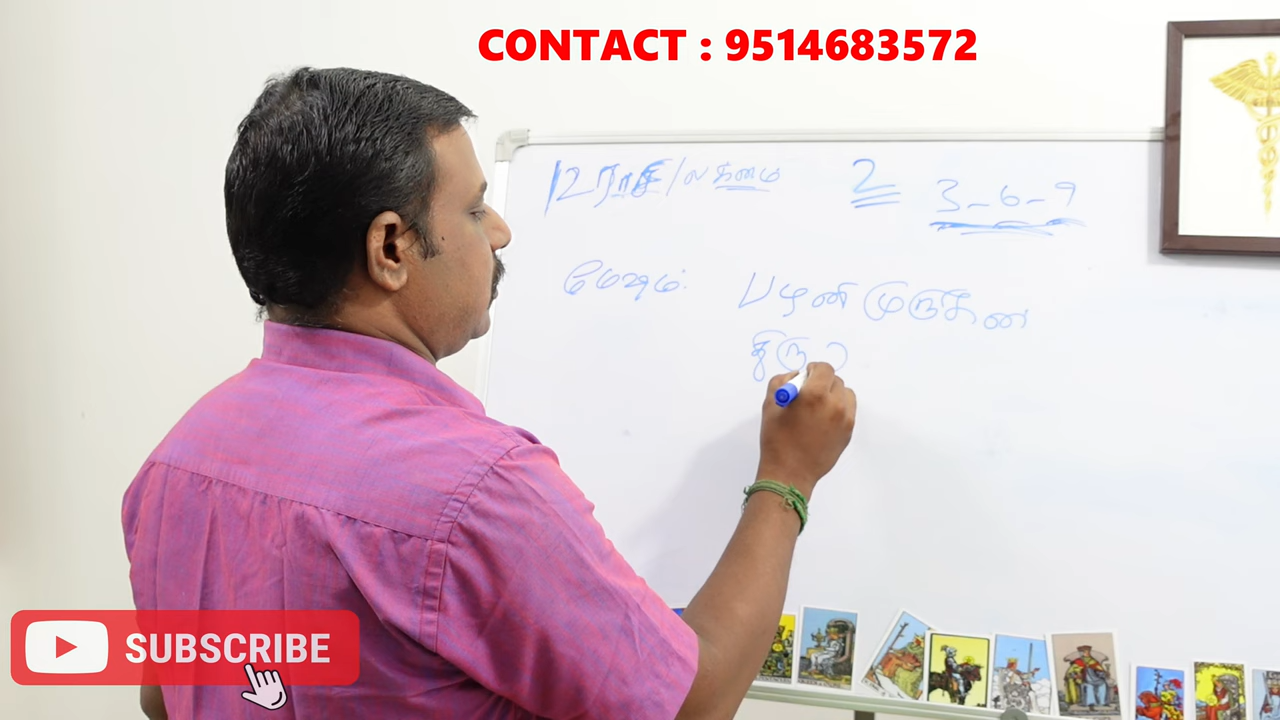 CONTACT : 9514683572
12 ராசி / லக்னம் 2 3-6-9
மேஷம்: பழனி முருகன்
திரு
SUBSCRIBE